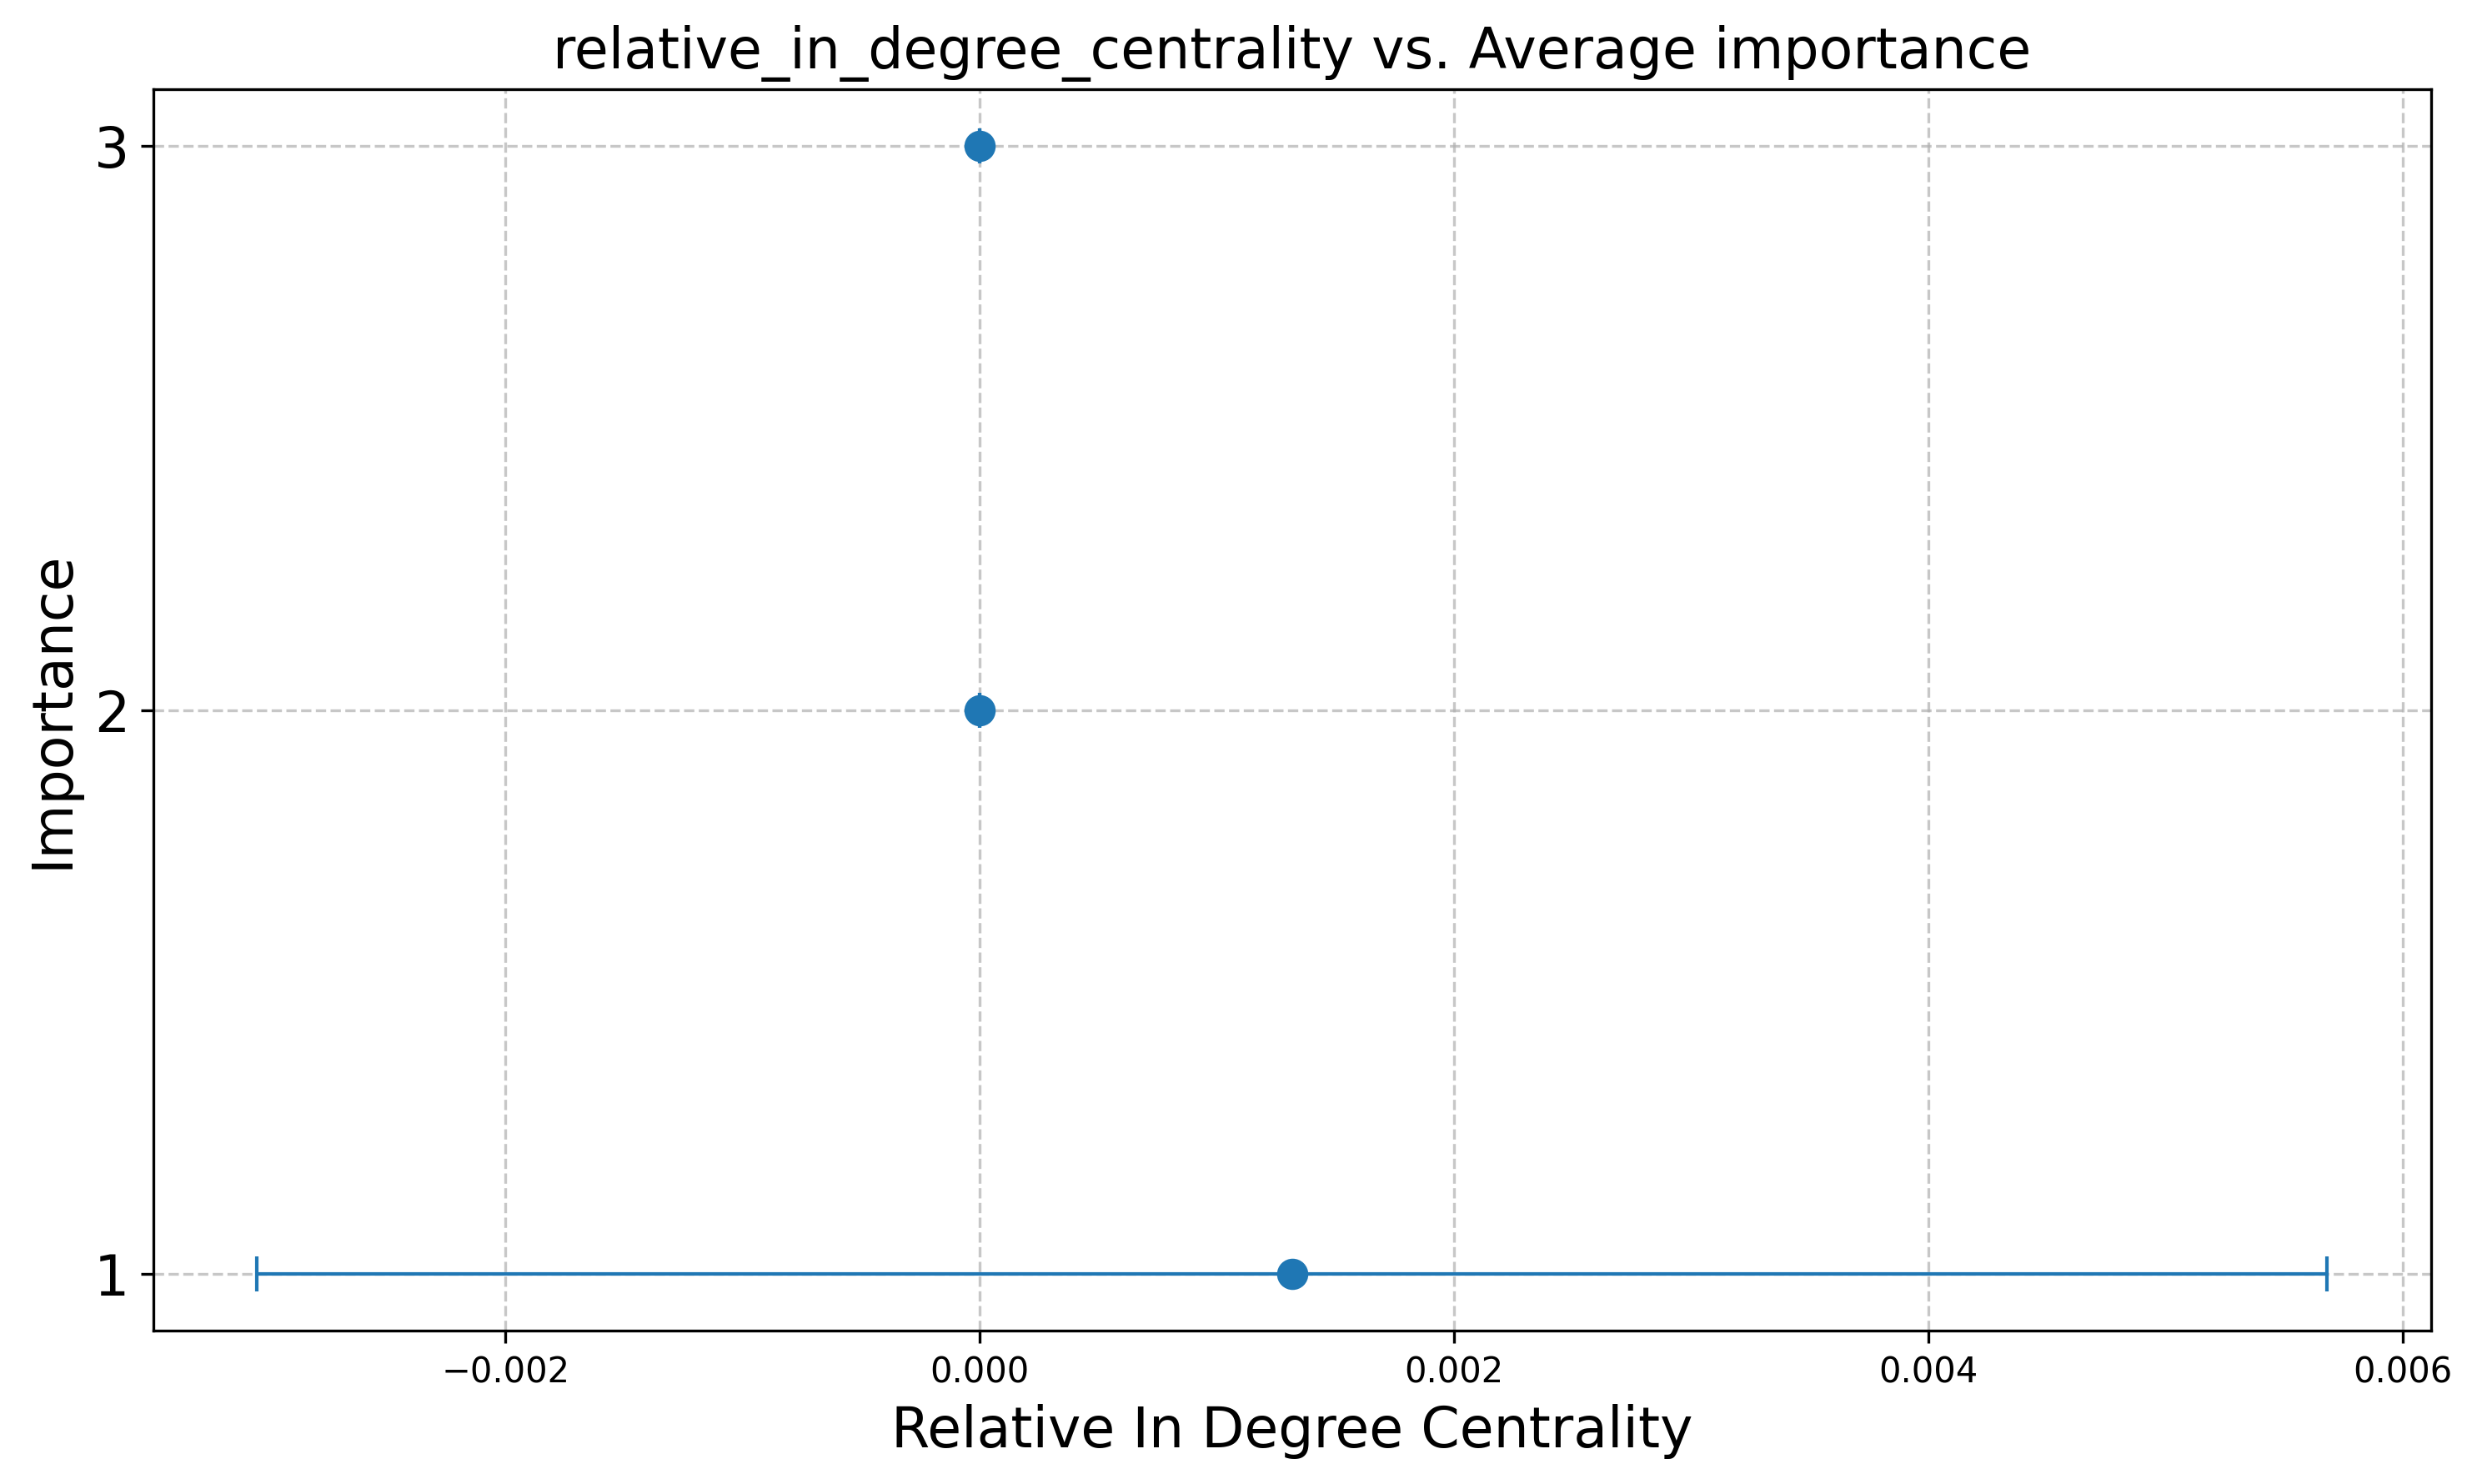 relative_in_degree_centrality vs. Average importance
3
2
1
Importance
−0.002
0.000
0.002
0.004
0.006
Relative In Degree Centrality